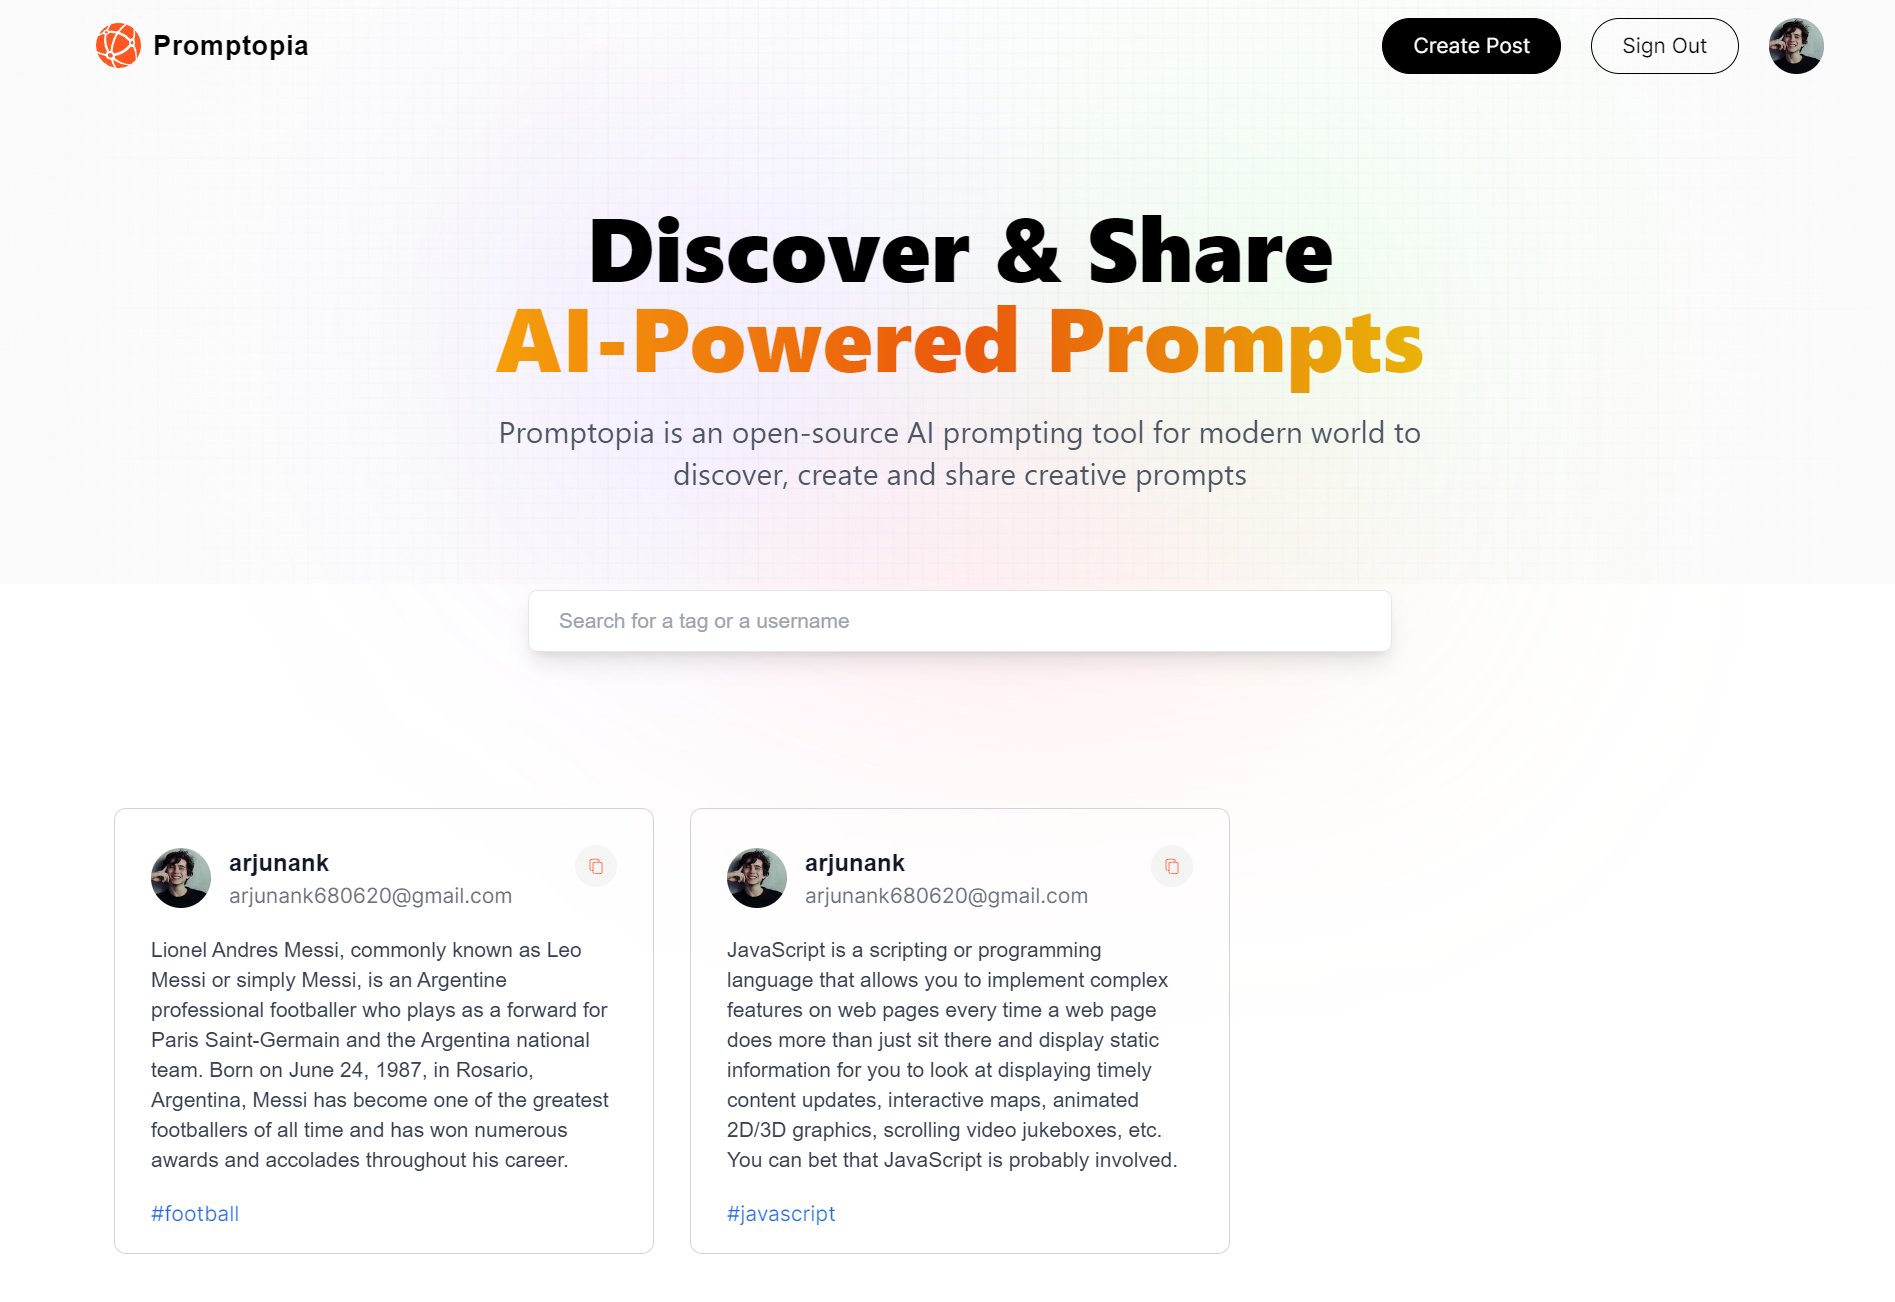 Promptopia
Create Post
Sign Out
Discover & Share
AI-Powered Prompts
Promptopia is an open-source AI prompting tool for modern world to
discover, create and share creative prompts
Search for a tag or a username
arjunank
arjunank680620@gmail.com
Lionel Andres Messi, commonly known as Leo
Messi or simply Messi, is an Argentine
professional footballer who plays as a forward for
Paris Saint-Germain and the Argentina national
team. Born on June 24, 1987, in Rosario,
Argentina, Messi has become one of the greatest
footballers of all time and has won numerous
awards and accolades throughout his career.
#football
arjunank
arjunank680620@gmail.com
JavaScript is a scripting or programming
language that allows you to implement complex
features on web pages every time a web page
does more than just sit there and display static
information for you to look at displaying timely
content updates, interactive maps, animated
2D/3D graphics, scrolling video jukeboxes, etc.
You can bet that JavaScript is probably involved.
#javascript